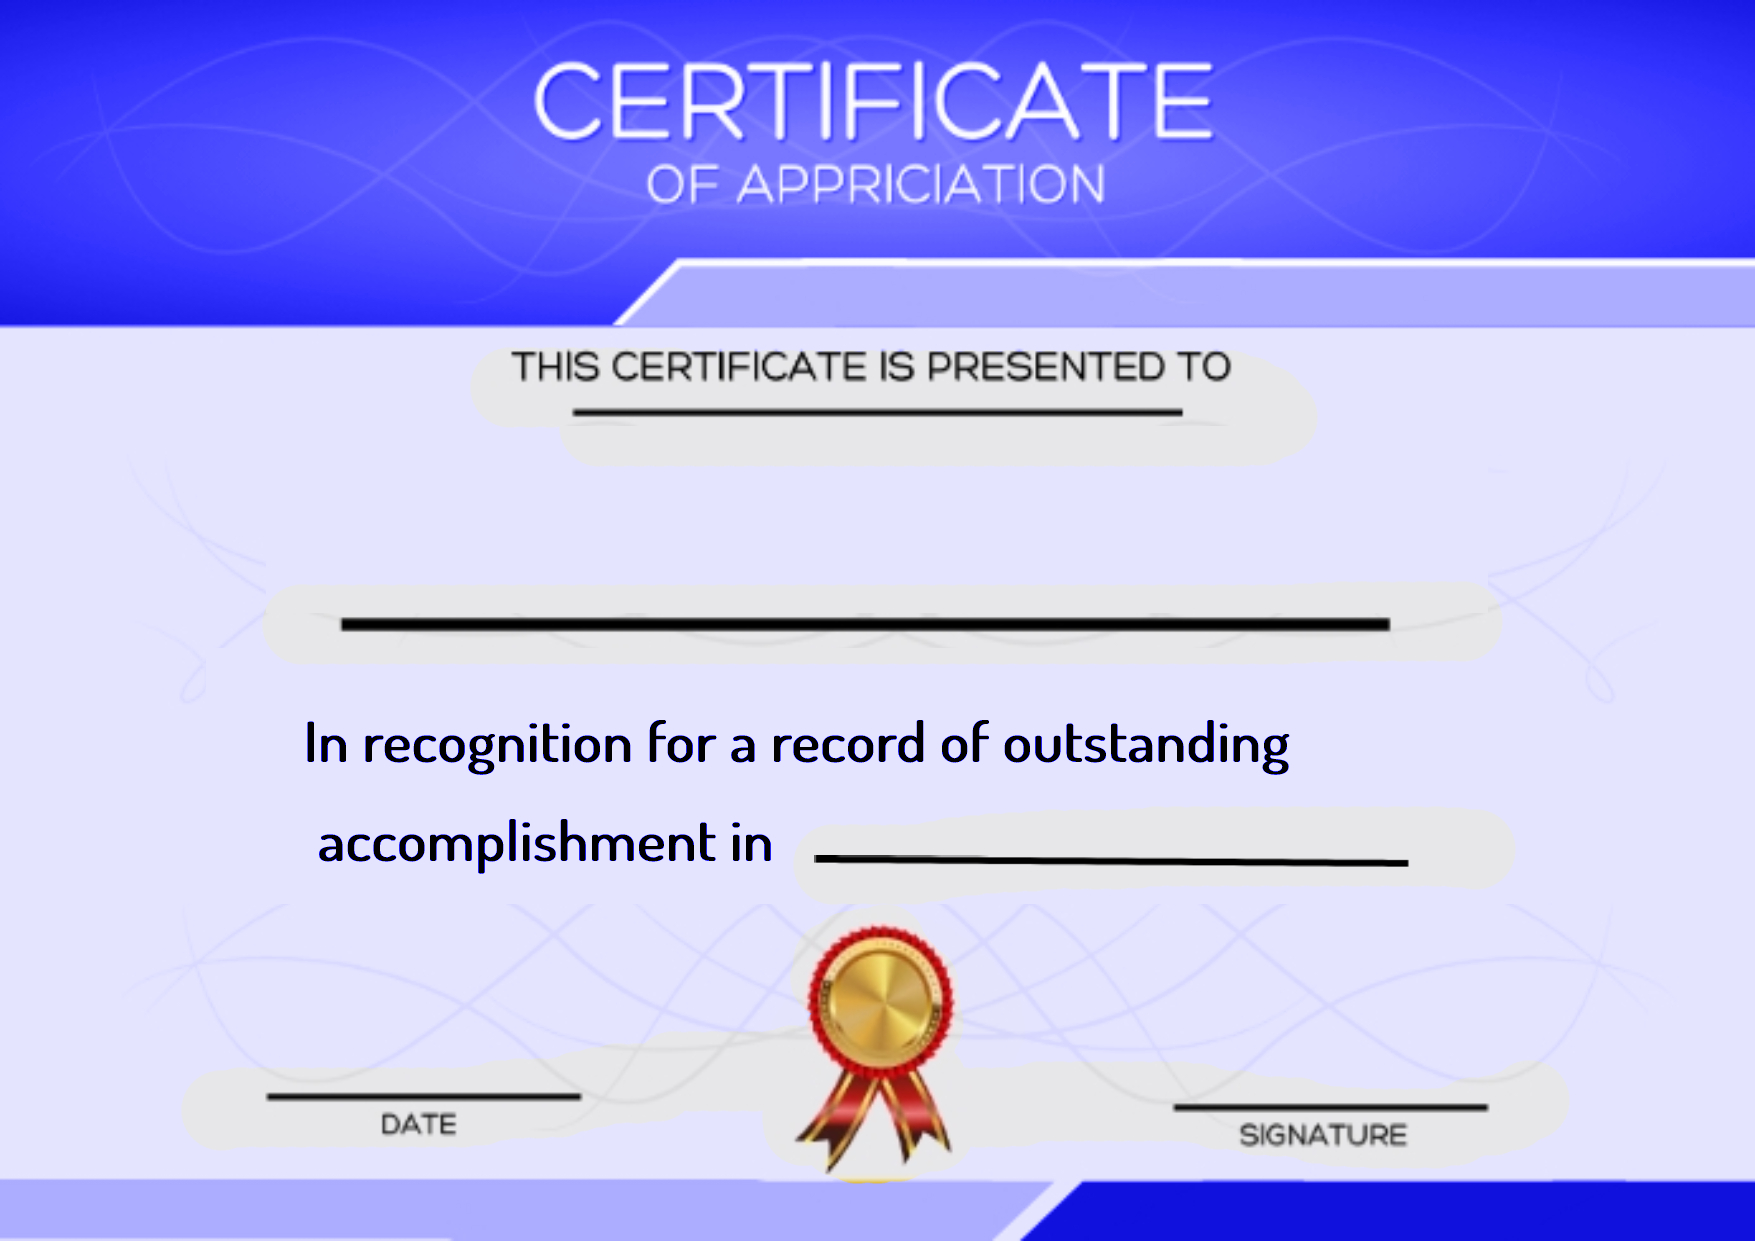 CERTIFICATE
OF APPRICIATION
THIS CERTIFICATE IS PRESENTED TO
In recognition for a record of outstanding
accomplishment in
DATE
SIGNATURE